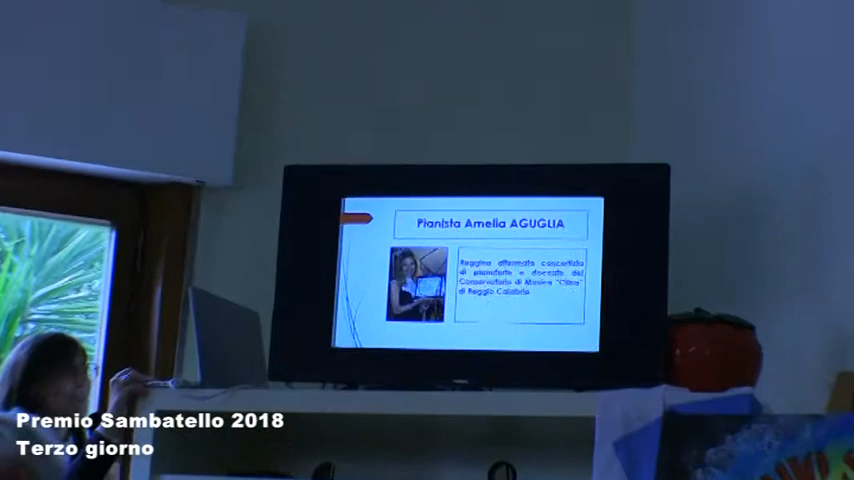 Pianista Amelia AGUGLIA
Reggina affermata concertista
di pianoforte e docente del
Conservatorio di Musica "Cilea"
di Reggio Calabria
Premio Sambatello 2018
Terzo giorno